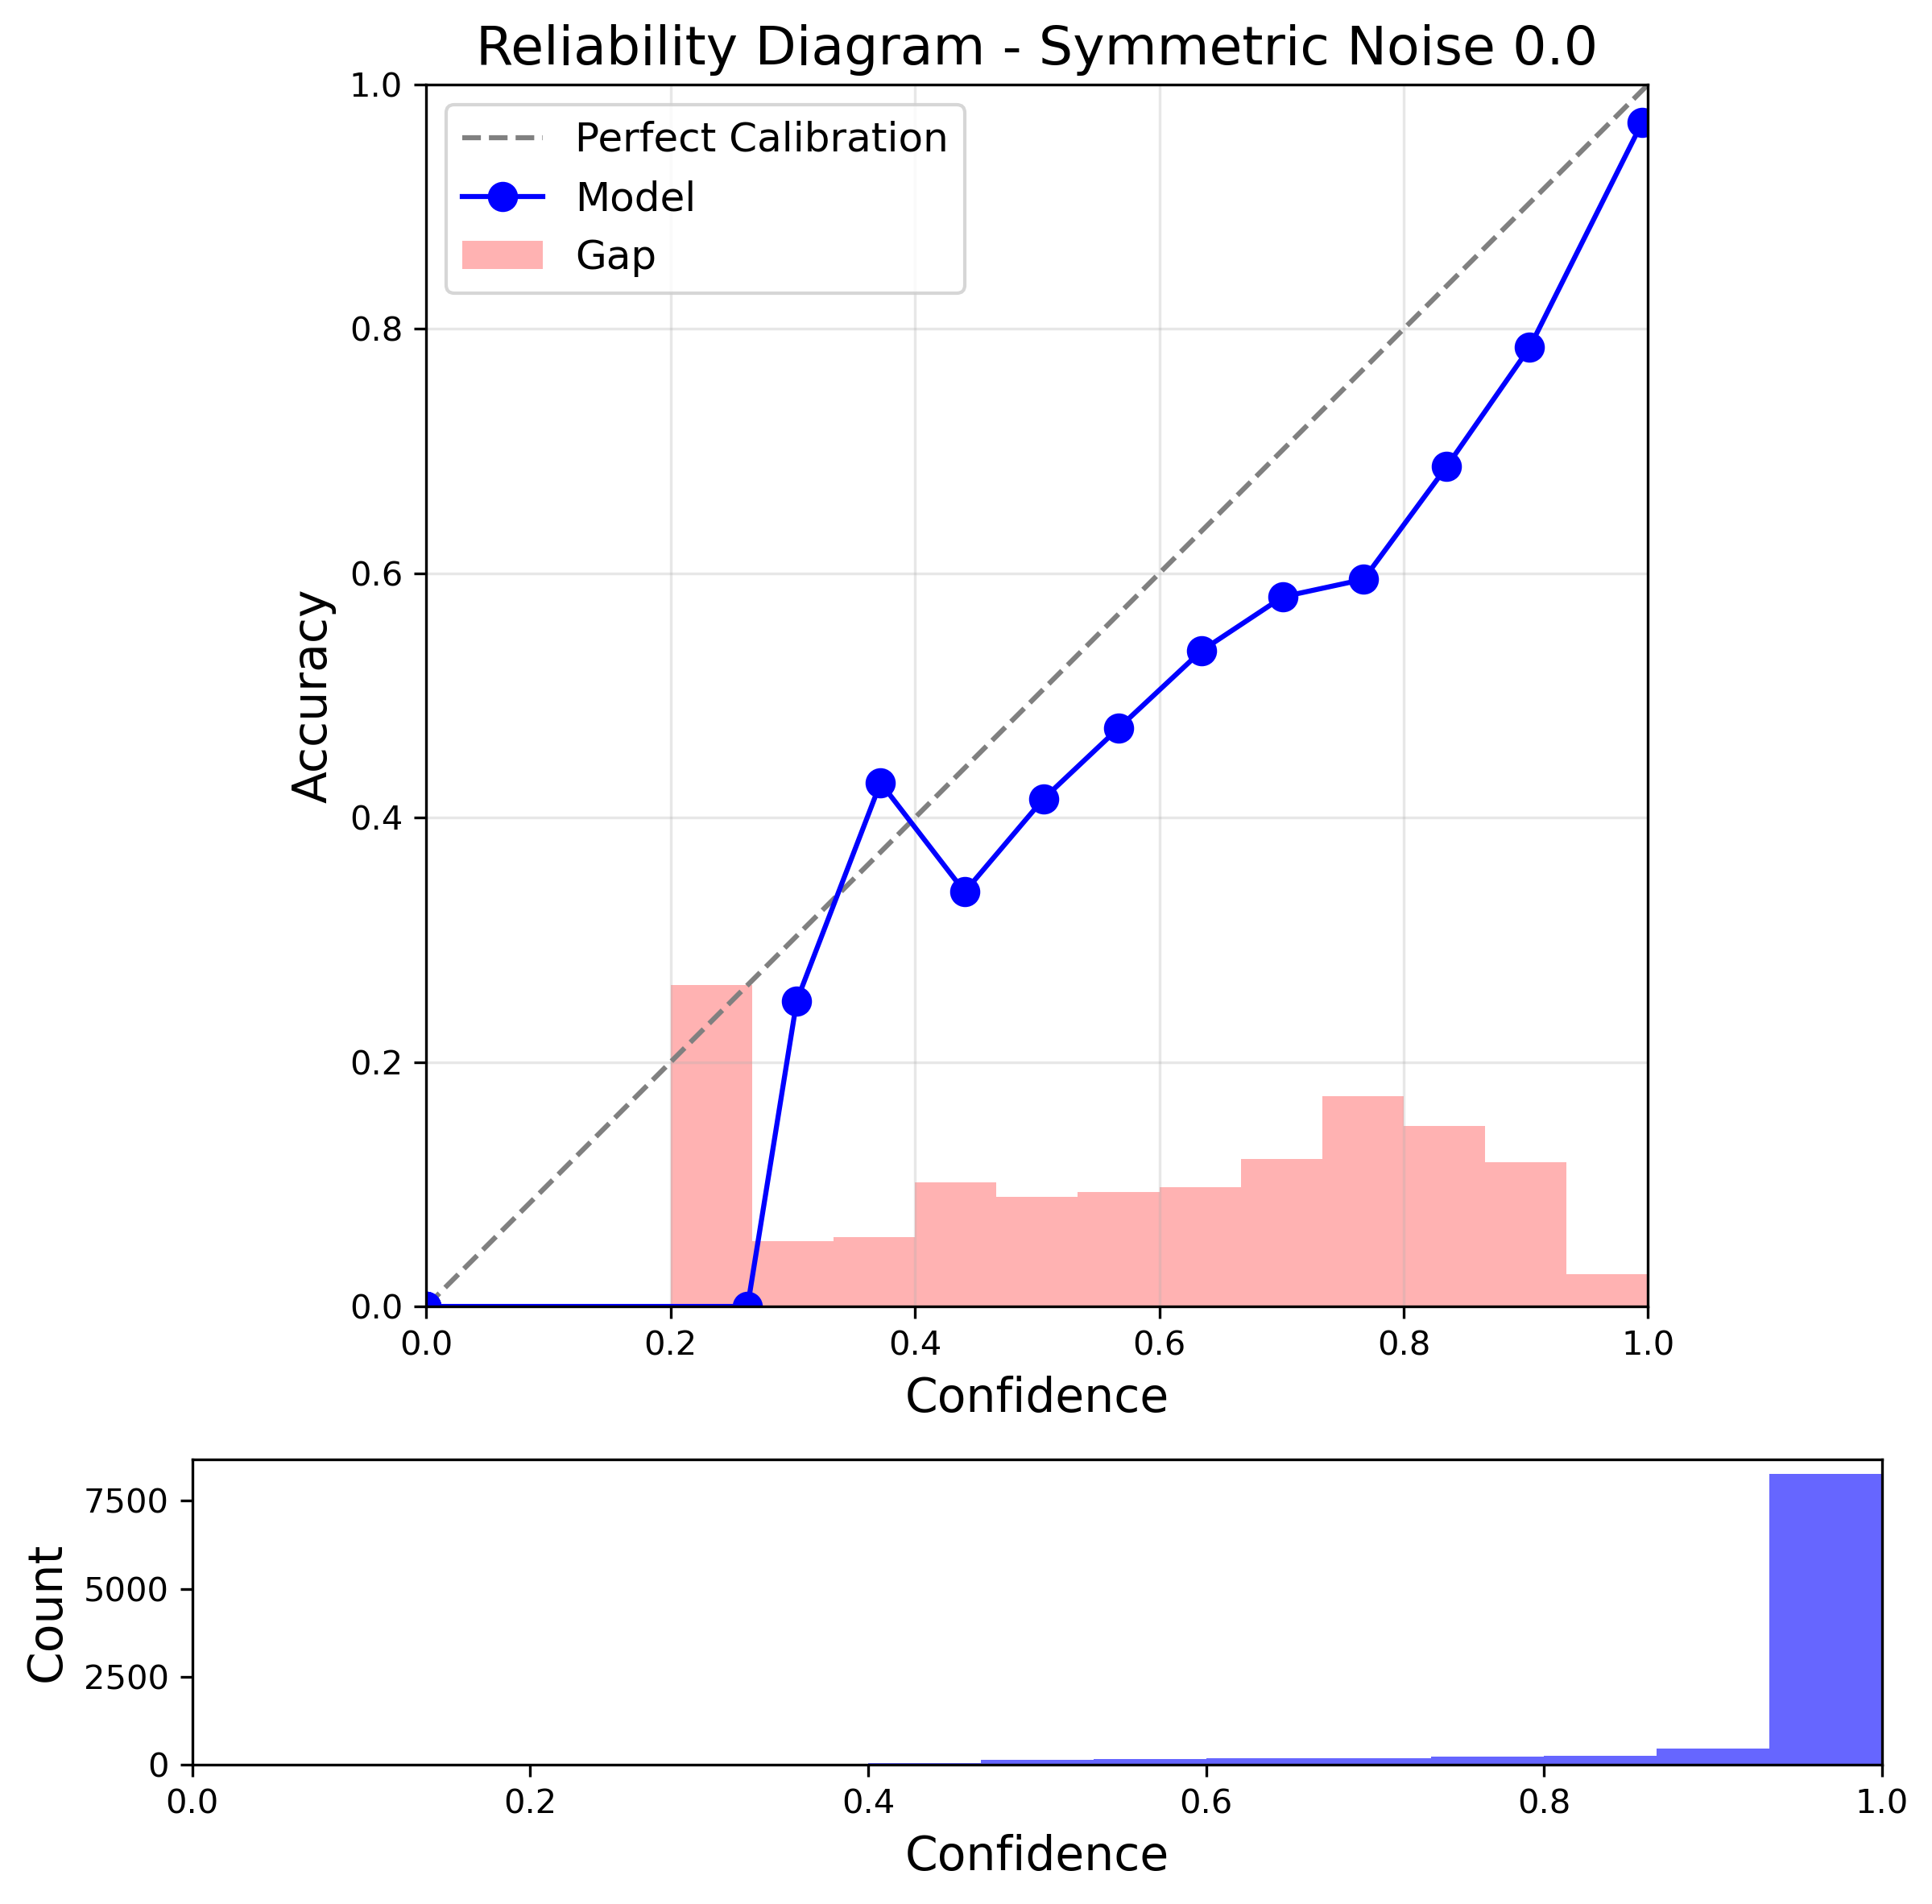 Reliability Diagram - Symmetric Noise 0.0
1.0
Perfect Calibration
Model
Gap
0.8
0.6
0.4
0.2
0.0
Accuracy
0.0 0.2 0.4 0.6 0.8 1.0
Confidence
7500
5000
2500
0
Count
0.0 0.2 0.4 0.6 0.8 1.0
Confidence